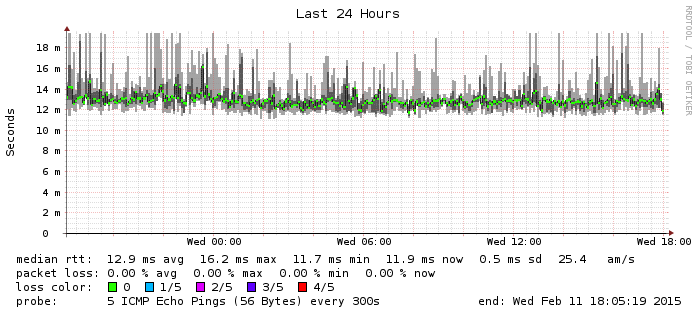 Last 24 Hours
RRDTOOL / TOBI OETIKER
Seconds
18 m
16 m
14 m
12 m
10 m
8 m
6 m
4 m
2 m
0
Wed 00:00 Wed 06:00 Wed 12:00 Wed 18:00
median rtt: 12.9 ms avg 16.2 ms max 11.7 ms min 11.9 ms now 0.5 ms sd 25.4 am/s
packet loss: 0.00 % avg 0.00 % max 0.00 % min 0.00 % now
loss color: 0 1/5 2/5 3/5 4/5
probe: 5 ICMP Echo Pings (56 Bytes) every 300s end: Wed Feb 11 18:05:19 2015